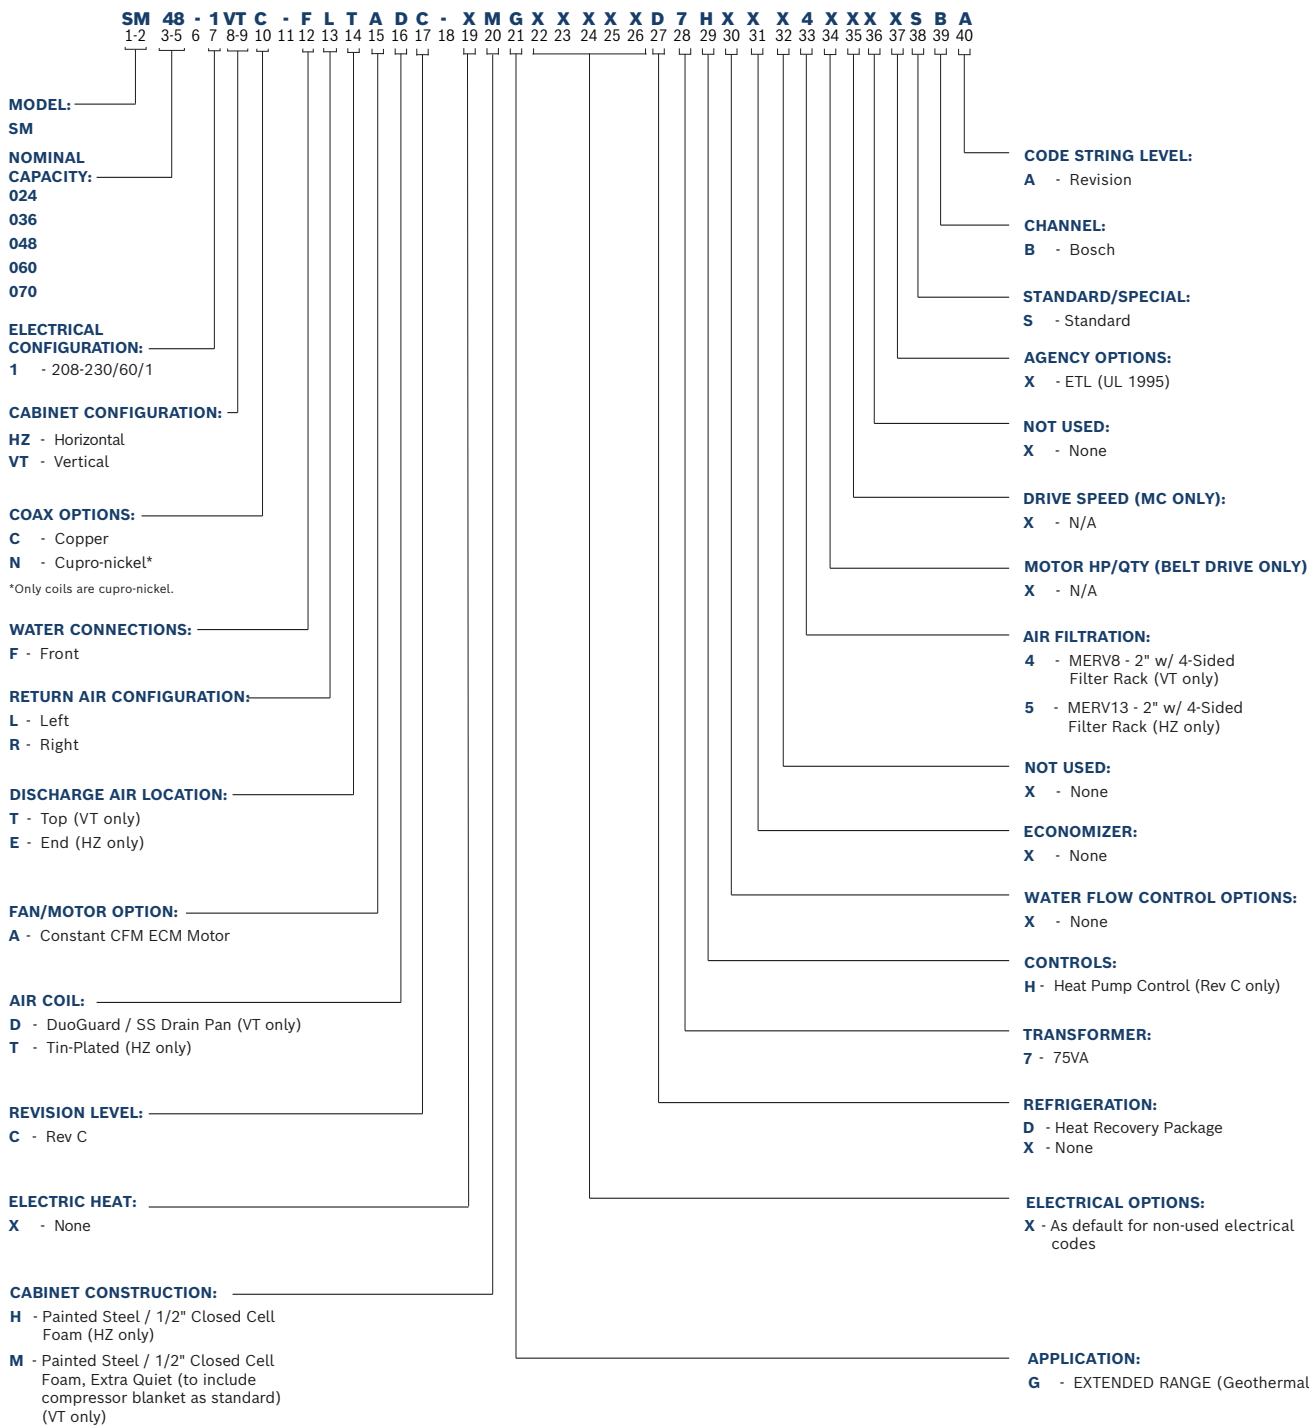 SM 48 - 1 VT C - F L T A D C - X M G X X X X X D 7 H X X X 4 X X X X S B A
1-2 3-5 6 7 8-9 10 11 12 13 14 15 16 17 18 19 20 21 22 23 24 25 26 27 28 29 30 31 32 33 34 35 36 37 38 39 40
MODEL:
SM
NOMINAL
CAPACITY:
024
036
048
060
070
ELECTRICAL
CONFIGURATION:
1 - 208-230/60/1
CABINET CONFIGURATION:
HZ - Horizontal
VT - Vertical
COAX OPTIONS:
C - Copper
N - Cupro-nickel*
*Only coils are cupro-nickel.
WATER CONNECTIONS:
F - Front
RETURN AIR CONFIGURATION:
L - Left
R - Right
DISCHARGE AIR LOCATION:
T - Top (VT only)
E - End (HZ only)
FAN/MOTOR OPTION:
A - Constant CFM ECM Motor
AIR COIL:
D - DuoGuard / SS Drain Pan (VT only)
T - Tin-Plated (HZ only)
REVISION LEVEL:
C - Rev C
ELECTRIC HEAT:
X - None
CABINET CONSTRUCTION:
H - Painted Steel / 1/2" Closed Cell
Foam (HZ only)
M - Painted Steel / 1/2" Closed Cell
Foam, Extra Quiet (to include
compressor blanket as standard)
(VT only)
CODE STRING LEVEL:
A - Revision
CHANNEL:
B - Bosch
STANDARD/SPECIAL:
S - Standard
AGENCY OPTIONS:
X - ETL (UL 1995)
NOT USED:
X - None
DRIVE SPEED (MC ONLY):
X - N/A
MOTOR HP/QTY (BELT DRIVE ONLY)
X - N/A
AIR FILTRATION:
4 - MERV8 - 2" w/ 4-Sided
Filter Rack (VT only)
5 - MERV13 - 2" w/ 4-Sided
Filter Rack (HZ only)
NOT USED:
X - None
ECONOMIZER:
X - None
WATER FLOW CONTROL OPTIONS:
X - None
CONTROLS:
H - Heat Pump Control (Rev C only)
TRANSFORMER:
7 - 75VA
REFRIGERATION:
D - Heat Recovery Package
X - None
ELECTRICAL OPTIONS:
X - As default for non-used electrical
codes
APPLICATION:
G - EXTENDED RANGE (Geothermal